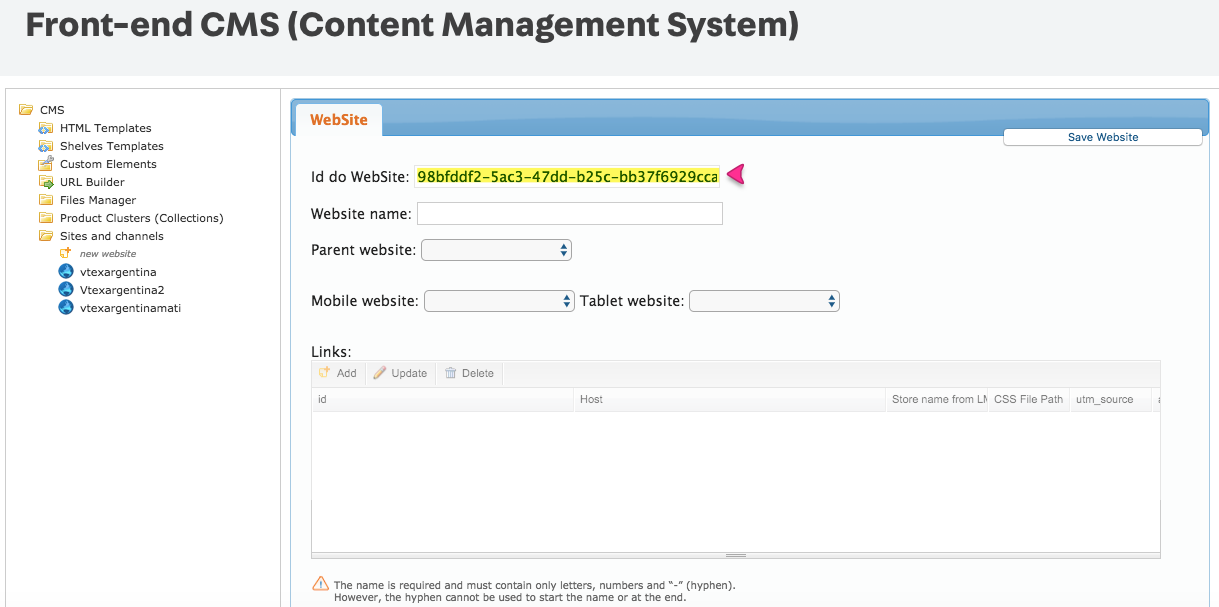 Front-end CMS (Content Management System)
CMS
HTML Templates
Shelves Templates
Custom Elements
URL Builder
Files Manager
Product Clusters (Collections)
Sites and channels
new website
vtexargentina
Vtexargentina2
vtexargentinamati
WebSite
Save Website
Id do WebSite: 98bfddf2-5ac3-47dd-b25c-bb37f6929cca
Website name:
Parent website:
Mobile website: Tablet website:
Links:
Add Update Delete
id Host Store name from LM CSS File Path utm_source
The name is required and must contain only letters, numbers and “-” (hyphen).
However, the hyphen cannot be used to start the name or at the end.